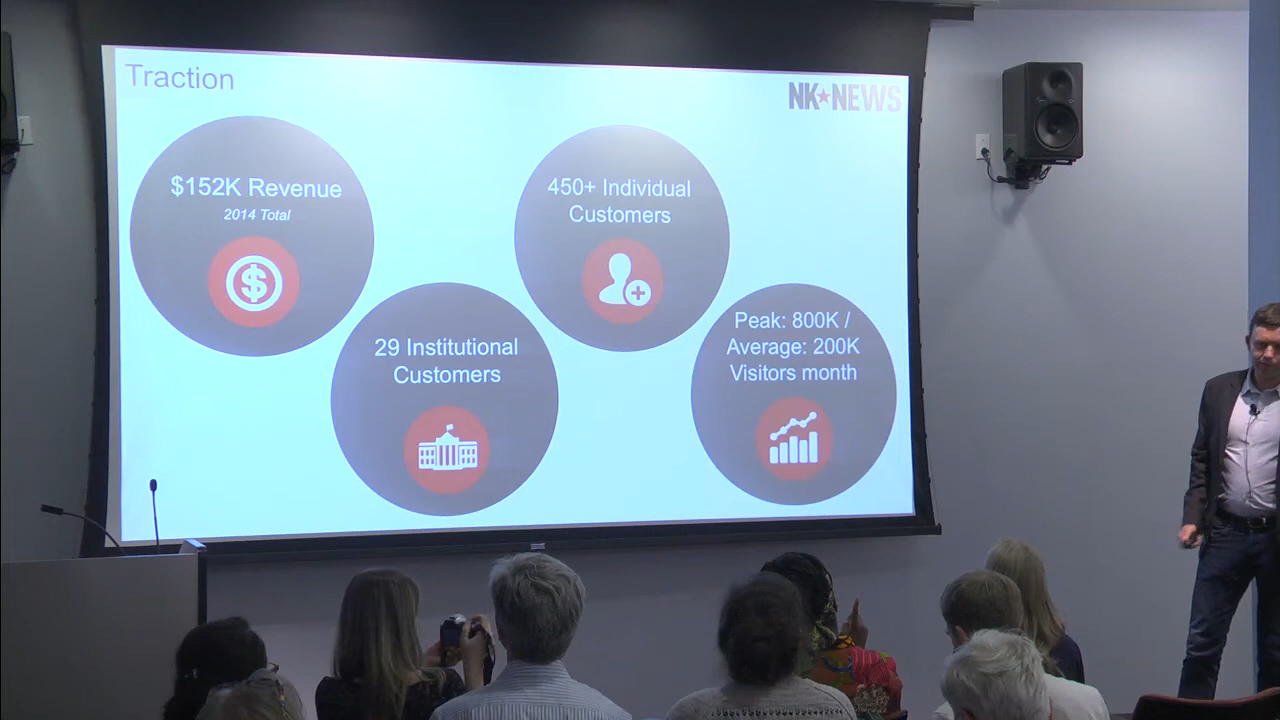 Traction
NK★NEWS
$152K Revenue
2014 Total
450+ Individual
Customers
29 Institutional
Customers
Peak: 800K /
Average: 200K
Visitors month